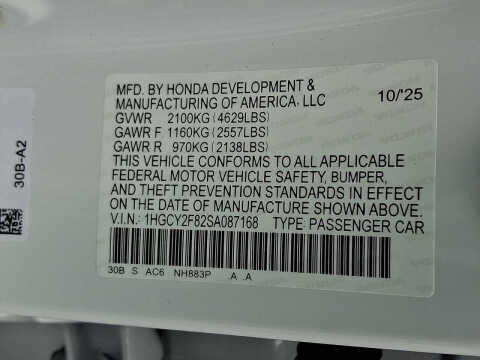 MFD. BY HONDA DEVELOPMENT &
MANUFACTURING OF AMERICA, LLC 10/'25
GVWR 2100KG (4629LBS)
GAWR F 1160KG (2557LBS)
GAWR R 970KG (2138LBS)
THIS VEHICLE CONFORMS TO ALL APPLICABLE
FEDERAL MOTOR VEHICLE SAFETY, BUMPER,
AND THEFT PREVENTION STANDARDS IN EFFECT
ON THE DATE OF MANUFACTURE SHOWN ABOVE.
V.I.N.: 1HGCY2F82SA087168 TYPE: PASSENGER CAR
30B S AC6 NH883P A A
30B-A2